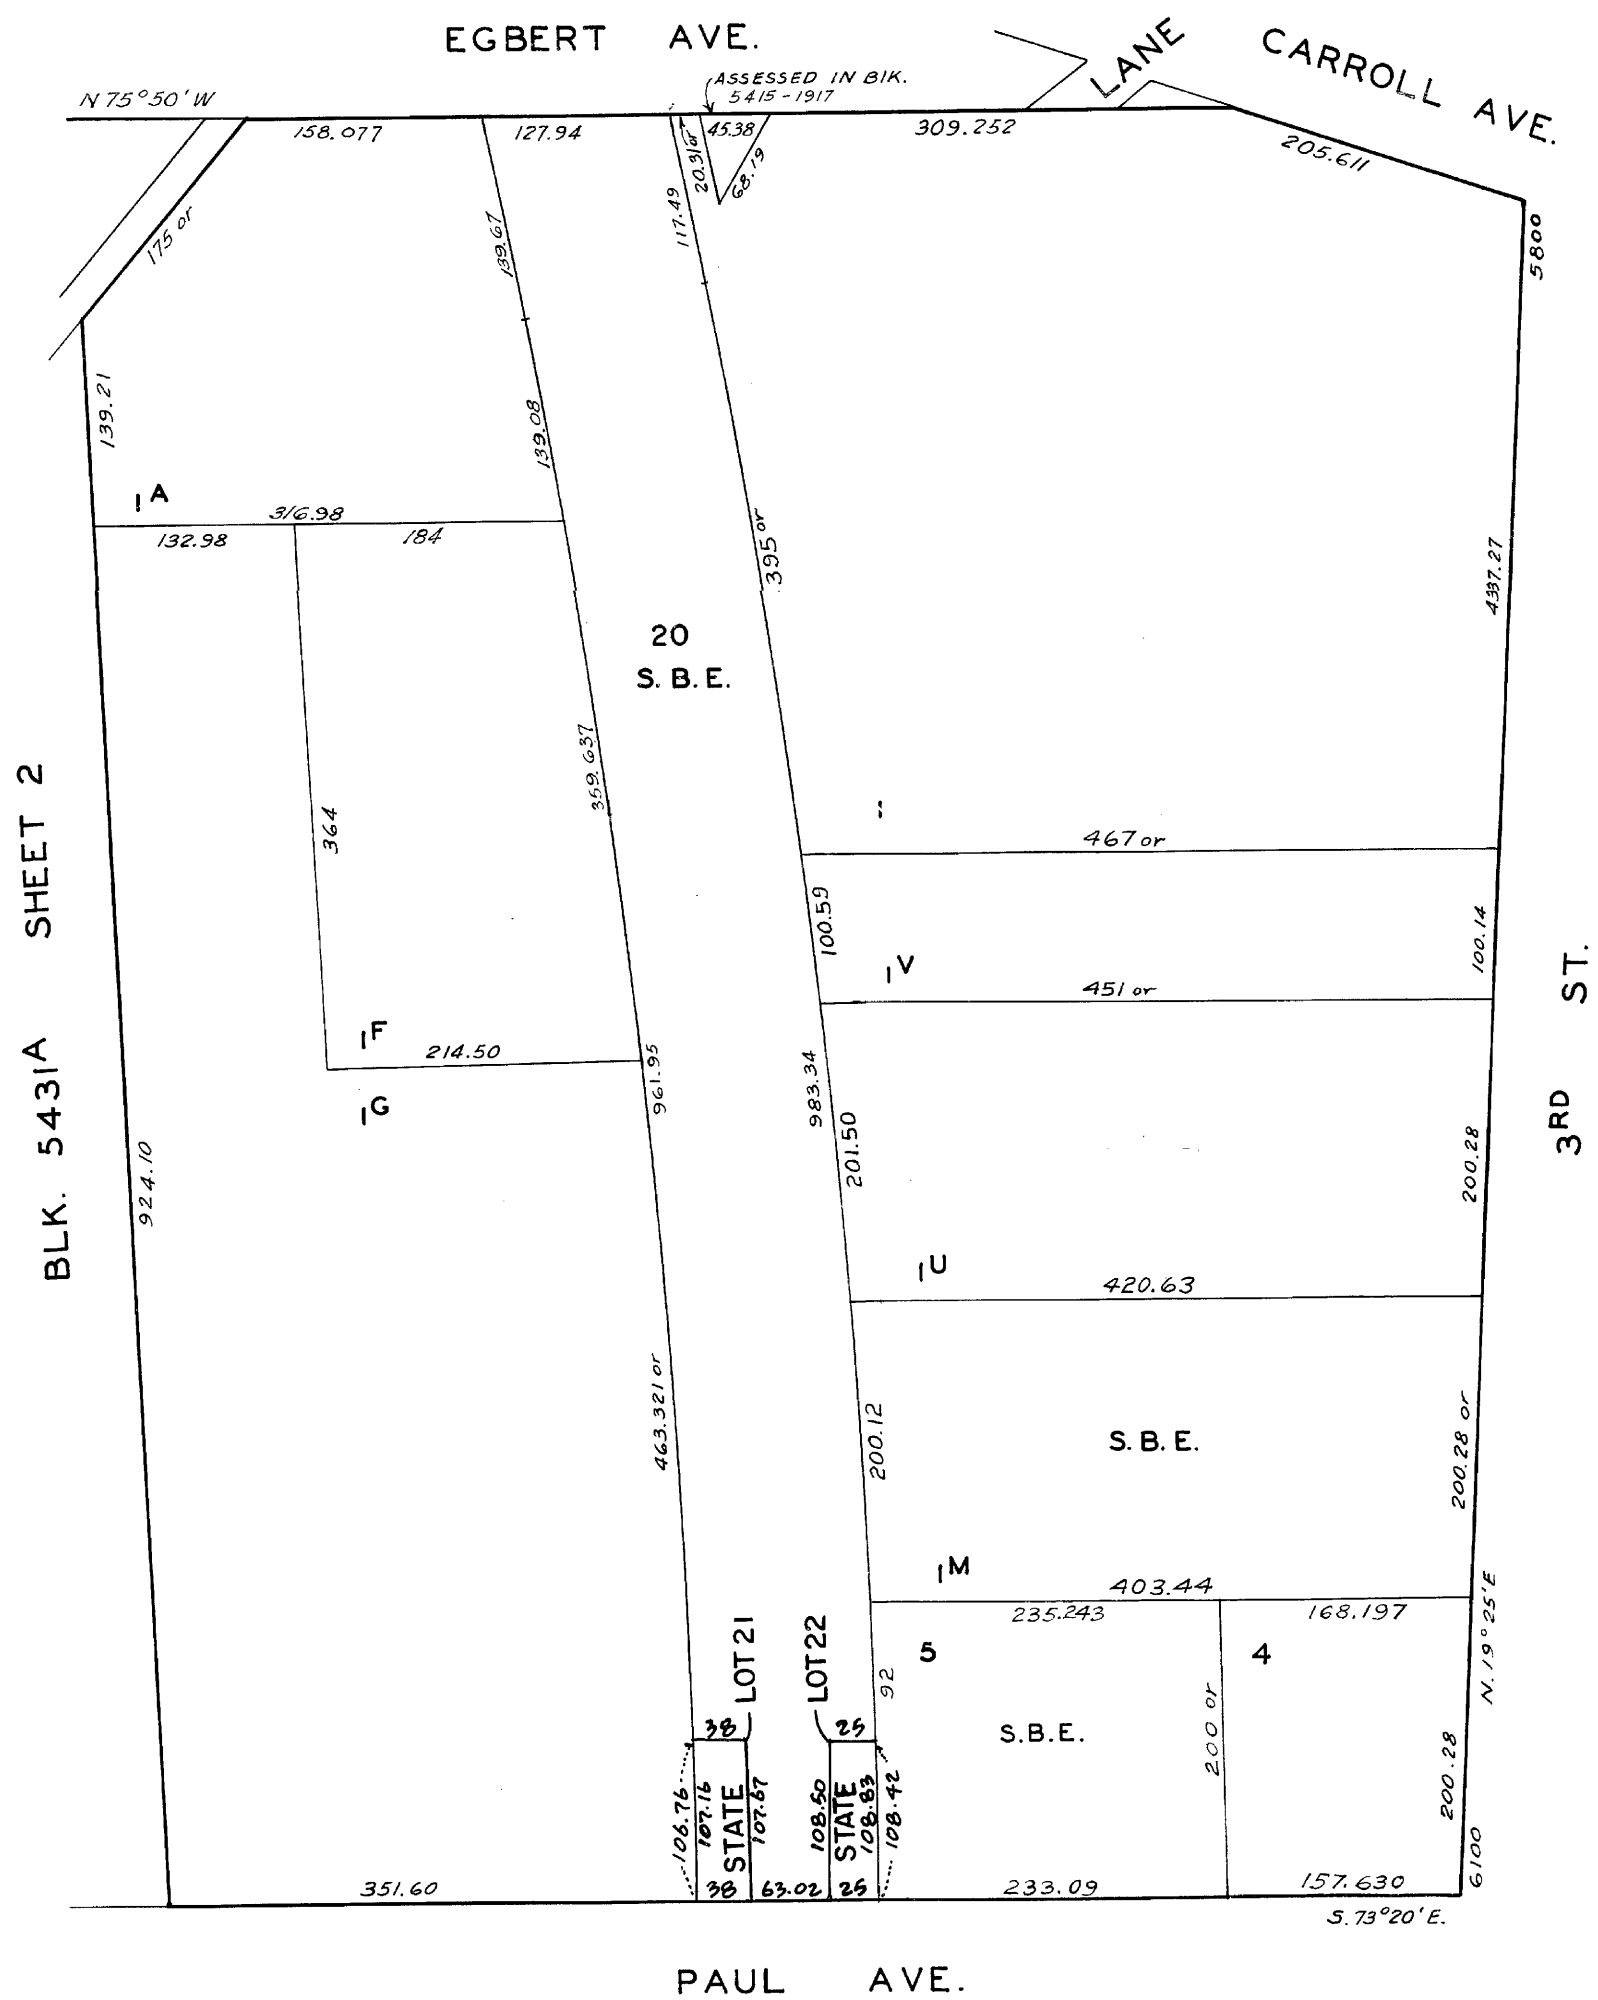 EGBERT AVE.
LANE
CARROLL AVE.
ASSESSED IN BlK.
5415-1917
N 75°50' W
158.077
127.94
45.38
309.252
205.611
175 or
20.31 or
68.19
117.49
139.67
5800
139.21
139.08
1A
316.98
132.98
184
395 or
4337.27
20
S.B.E.
359.637
364
467 or
BLK. 5431A SHEET 2
100.59
100.14
1V
451 or
3RD ST.
1F
214.50
1G
961.95
983.34
201.50
200.28
924.10
1U
420.63
463.321 or
200.12
S.B.E.
200.28 or
1M
403.44
235.243
168.197
N. 19°25' E
LOT 21
LOT 22
5
4
92
200 or
S.B.E.
38
25
106.76
107.16
STATE
107.67
108.50
STATE
108.83
108.42
200.28
6100
351.60
38
63.02
25
233.09
157.630
S. 73°20' E.
PAUL AVE.